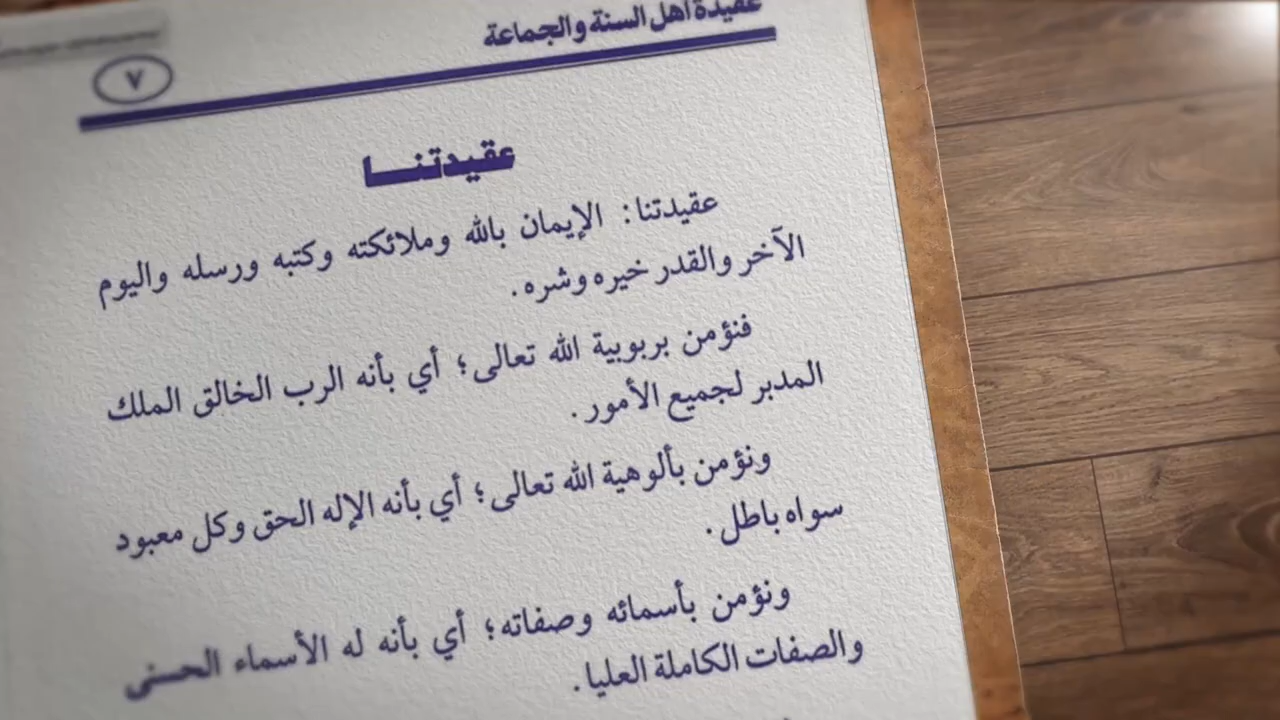 عقيدة أهل السنة والجماعة
٧
عقيدتنـــا
عقيدتنا: الإيمان بالله وملائكته وكتبه ورسله واليوم
الآخر والقدر خيره وشره.
فنؤمن بربوبية الله تعالى؛ أي بأنه الرب الخالق الملك
المدبر لجميع الأمور.
ونؤمن بألوهية الله تعالى؛ أي بأنه الإله الحق وكل معبود
سواه باطل.
ونؤمن بأسمائه وصفاته؛ أي بأنه له الأسماء الحسنى
والصفات الكاملة العليا.